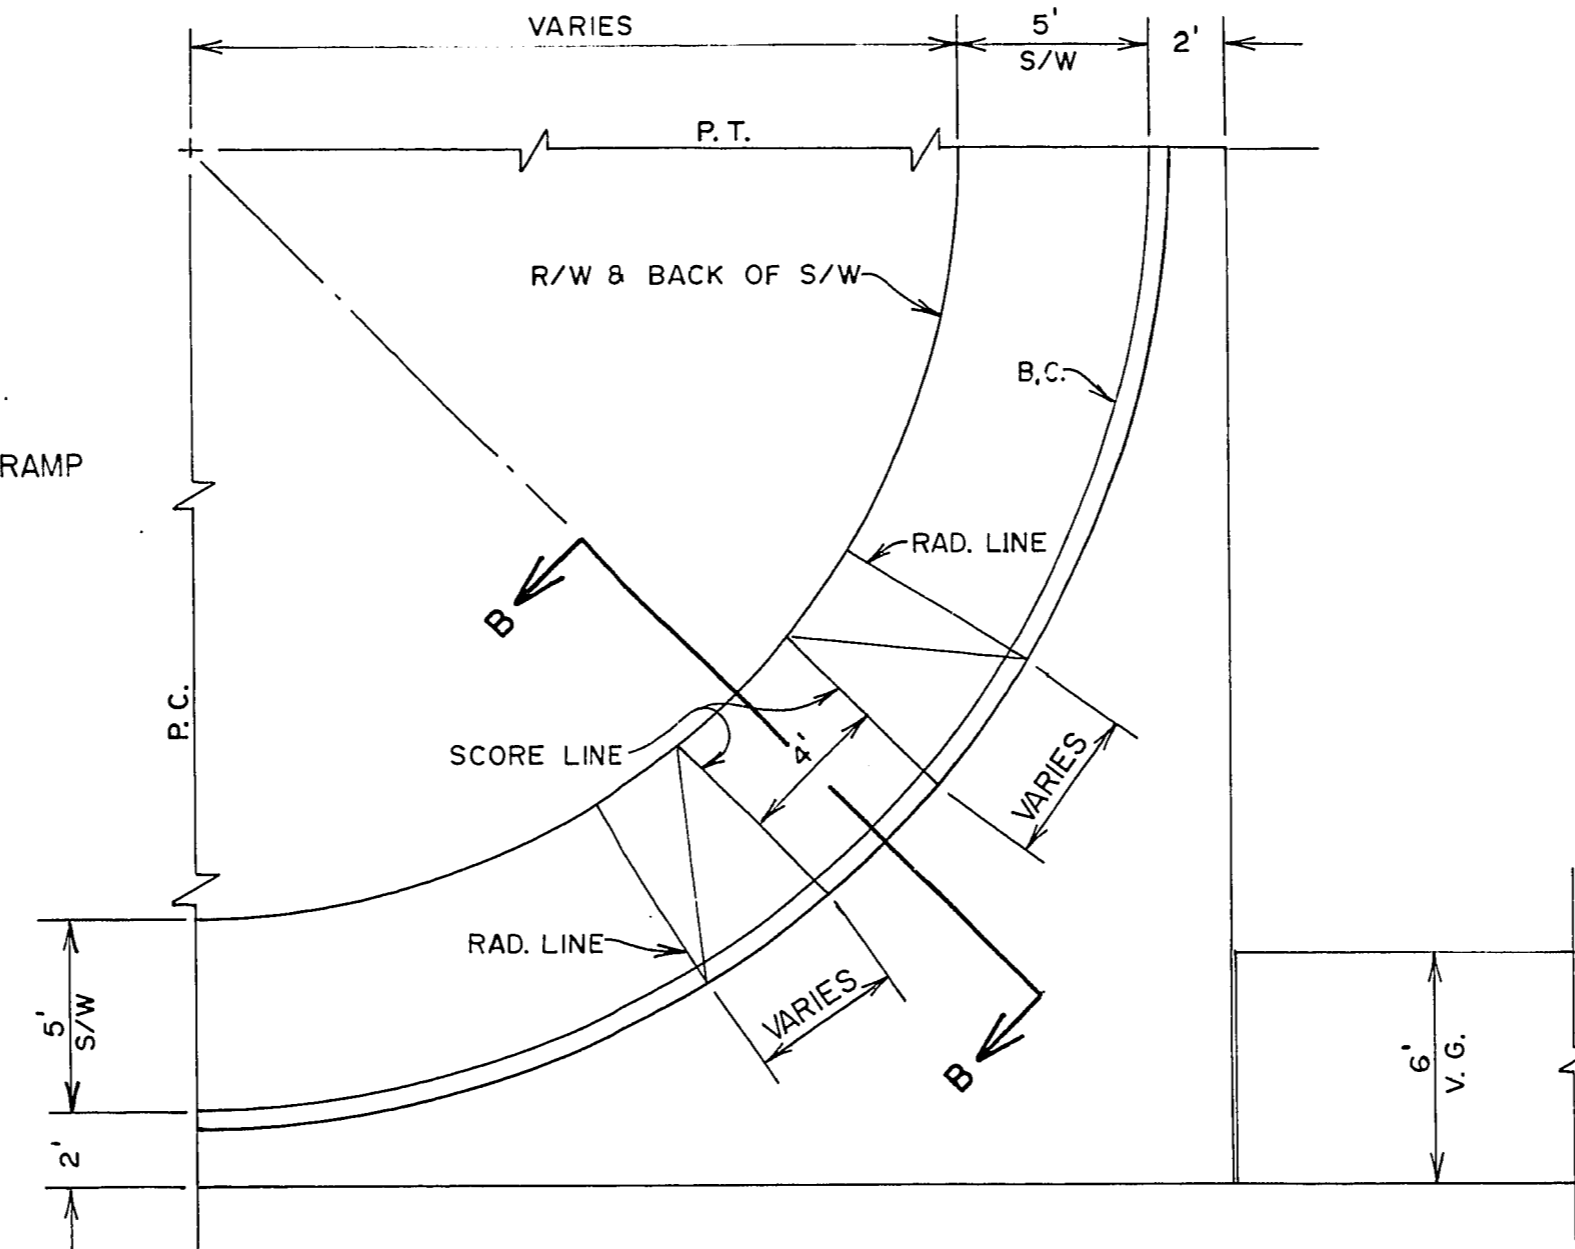 VARIES
5'
S/W
2'
P. T.
R/W & BACK OF S/W
B.C.
RAMP
RAD. LINE
B
P. C.
SCORE LINE
4'
VARIES
RAD. LINE
VARIES
B
5'
S/W
2'
6'
V. G.